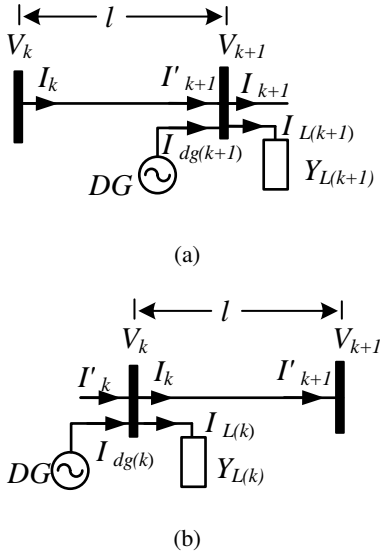 l
V_k V_{k+1}
I_k I'_{k+1} I_{k+1}
I_{dg(k+1)} I_{L(k+1)}
DG Y_{L(k+1)}
(a)
l
V_k V_{k+1}
I'_k I_k I'_{k+1}
I_{dg(k)} I_{L(k)}
DG Y_{L(k)}
(b)